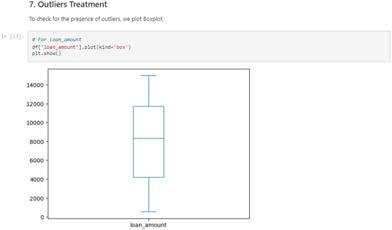 7. Outliers Treatment
To check for the presence of outliers, we plot Boxplot.
In [13]:
# For Loan_amount
df['loan_amount'].plot(kind='box')
plt.show()
14000
12000
10000
8000
6000
4000
2000
0
loan_amount